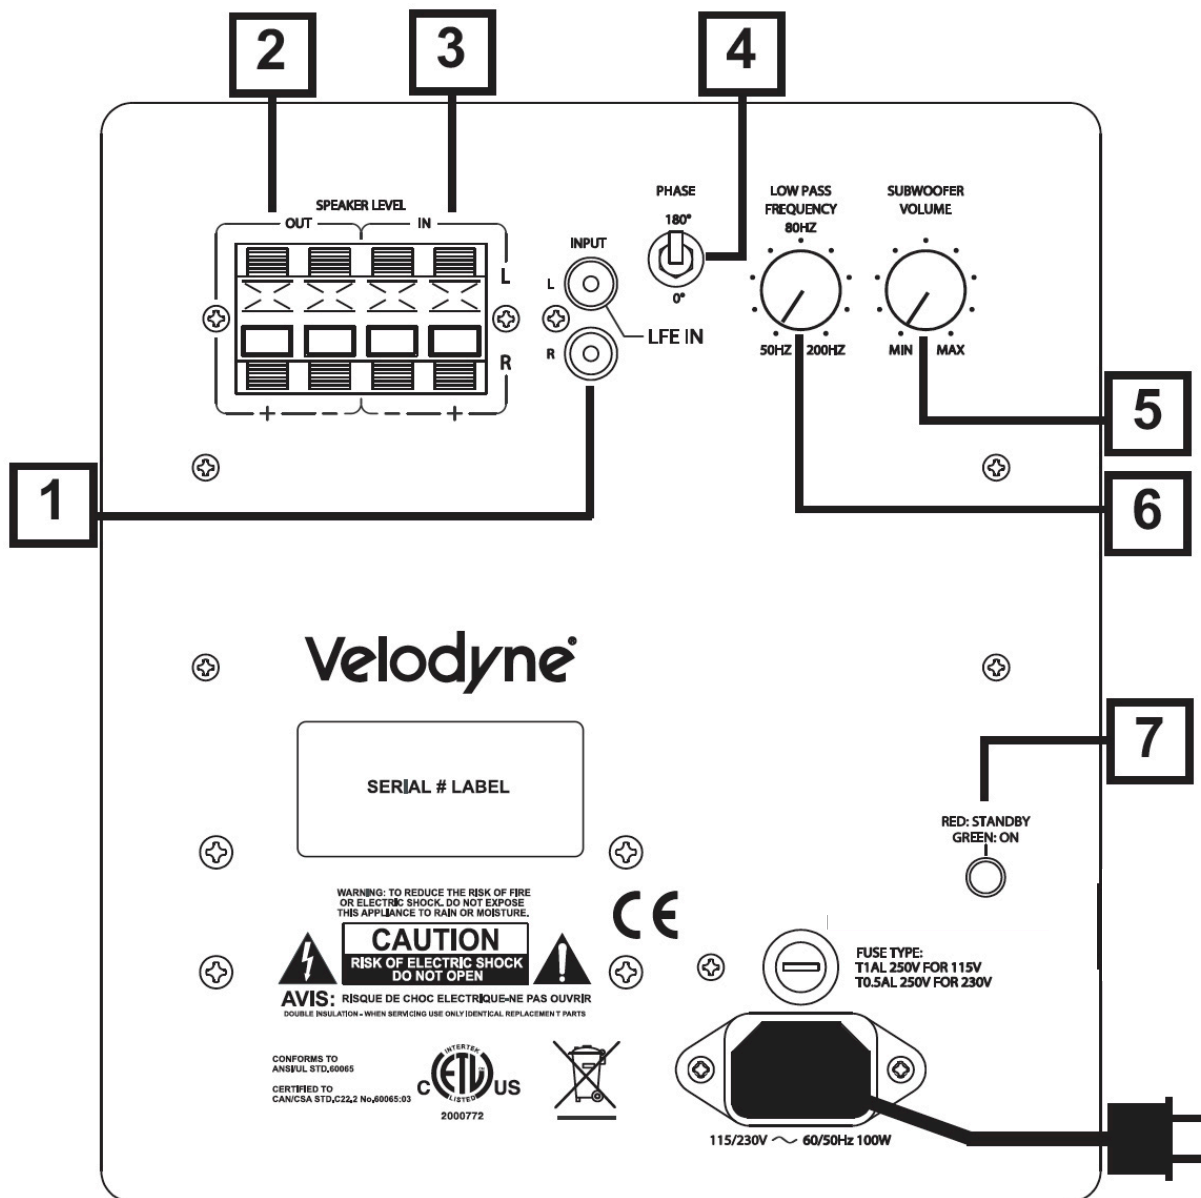 2
3
4
SPEAKER LEVEL
OUT
IN
L
R
+ - - +
INPUT
L
R
LFE IN
PHASE
180°
0°
LOW PASS
FREQUENCY
80HZ
50HZ 200HZ
SUBWOOFER
VOLUME
MIN MAX
5
1
6
Velodyne®
7
SERIAL # LABEL
RED: STANDBY
GREEN: ON
WARNING: TO REDUCE THE RISK OF FIRE
OR ELECTRIC SHOCK. DO NOT EXPOSE
THIS APPLIANCE TO RAIN OR MOISTURE.
CAUTION
RISK OF ELECTRIC SHOCK
DO NOT OPEN
AVIS: RISQUE DE CHOC ELECTRIQUE-NE PAS OUVRIR
DOUBLE INSULATION - WHEN SERVICING USE ONLY IDENTICAL REPLACEMENT PARTS
CE
FUSE TYPE:
T1AL 250V FOR 115V
T0.5AL 250V FOR 230V
CONFORMS TO
ANSI/UL STD.60065
CERTIFIED TO
CAN/CSA STD.C22.2 No.60065:03
INTERTEK
C ETL US
LISTED
2000772
115/230V ~ 60/50Hz 100W